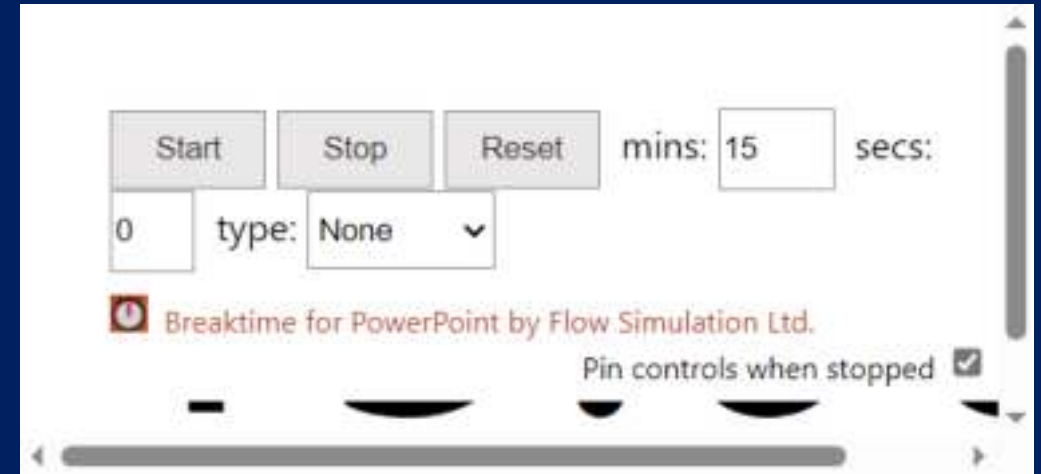 Start Stop Reset mins: 15 secs:
0 type: None
Breaktime for PowerPoint by Flow Simulation Ltd.
Pin controls when stopped